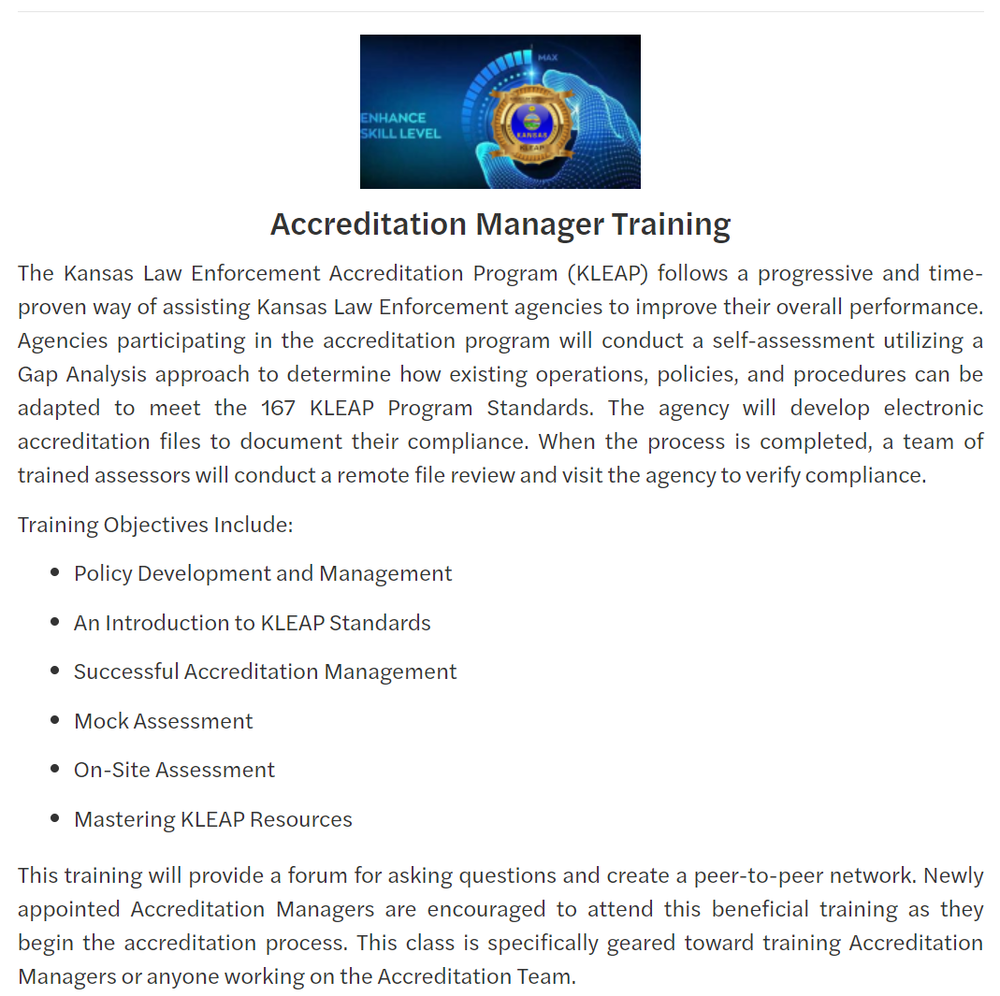 MAX
ENHANCE
SKILL LEVEL
KANSAS
KLEAP
Accreditation Manager Training
The Kansas Law Enforcement Accreditation Program (KLEAP) follows a progressive and time-
proven way of assisting Kansas Law Enforcement agencies to improve their overall performance.
Agencies participating in the accreditation program will conduct a self-assessment utilizing a
Gap Analysis approach to determine how existing operations, policies, and procedures can be
adapted to meet the 167 KLEAP Program Standards. The agency will develop electronic
accreditation files to document their compliance. When the process is completed, a team of
trained assessors will conduct a remote file review and visit the agency to verify compliance.
Training Objectives Include:
• Policy Development and Management
• An Introduction to KLEAP Standards
• Successful Accreditation Management
• Mock Assessment
• On-Site Assessment
• Mastering KLEAP Resources
This training will provide a forum for asking questions and create a peer-to-peer network. Newly
appointed Accreditation Managers are encouraged to attend this beneficial training as they
begin the accreditation process. This class is specifically geared toward training Accreditation
Managers or anyone working on the Accreditation Team.